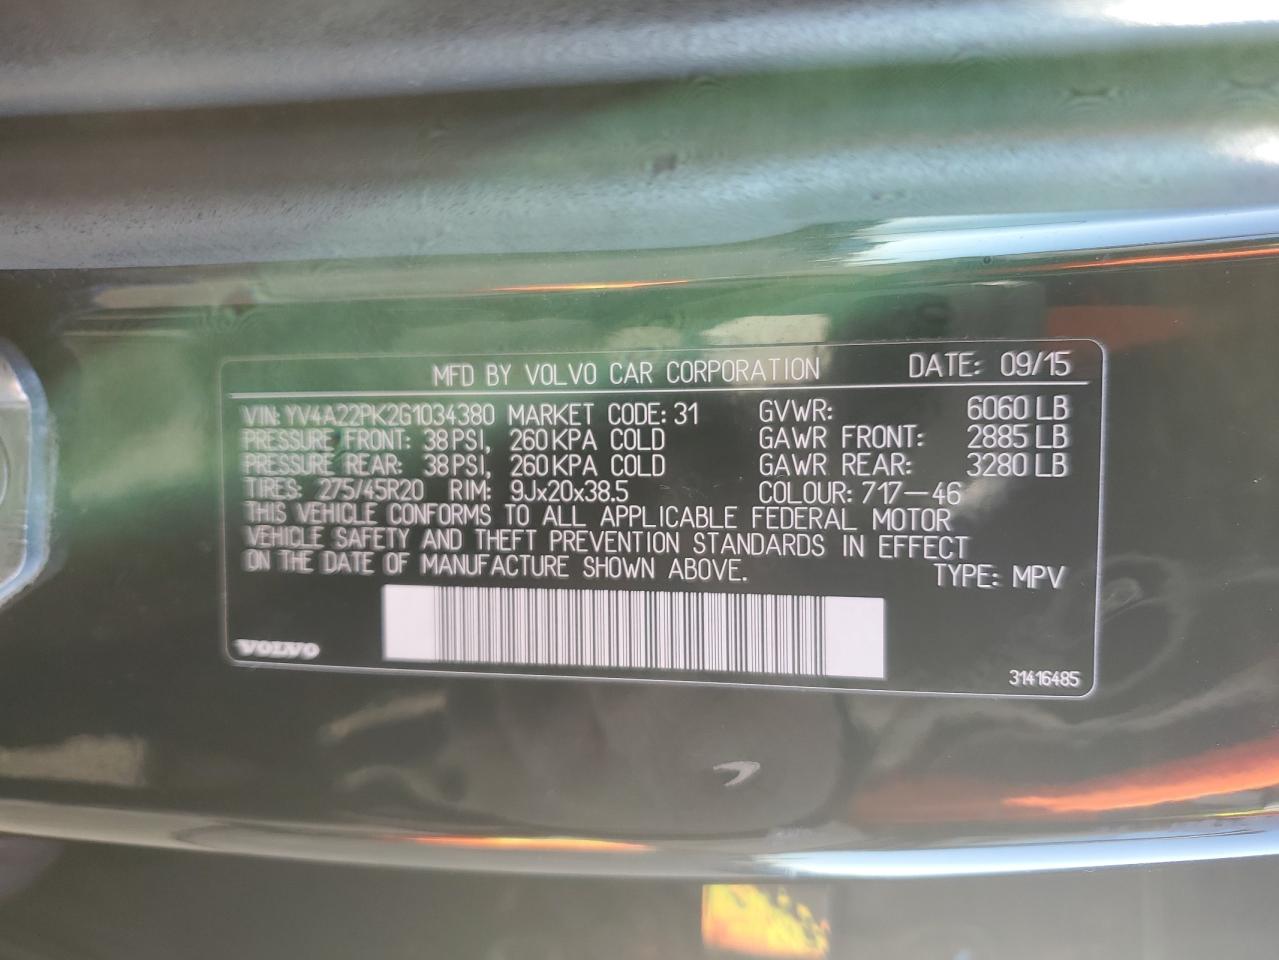 MFD BY VOLVO CAR CORPORATION DATE: 09/15
VIN: YV4A22PK2G1034380 MARKET CODE: 31 GVWR: 6060 LB
PRESSURE FRONT: 38 PSI, 260 KPA COLD GAWR FRONT: 2885 LB
PRESSURE REAR: 38 PSI, 260 KPA COLD GAWR REAR: 3280 LB
TIRES: 275/45R20 RIM: 9Jx20x38.5 COLOUR: 717-46
THIS VEHICLE CONFORMS TO ALL APPLICABLE FEDERAL MOTOR
VEHICLE SAFETY AND THEFT PREVENTION STANDARDS IN EFFECT
ON THE DATE OF MANUFACTURE SHOWN ABOVE. TYPE: MPV
VOLVO
31416485